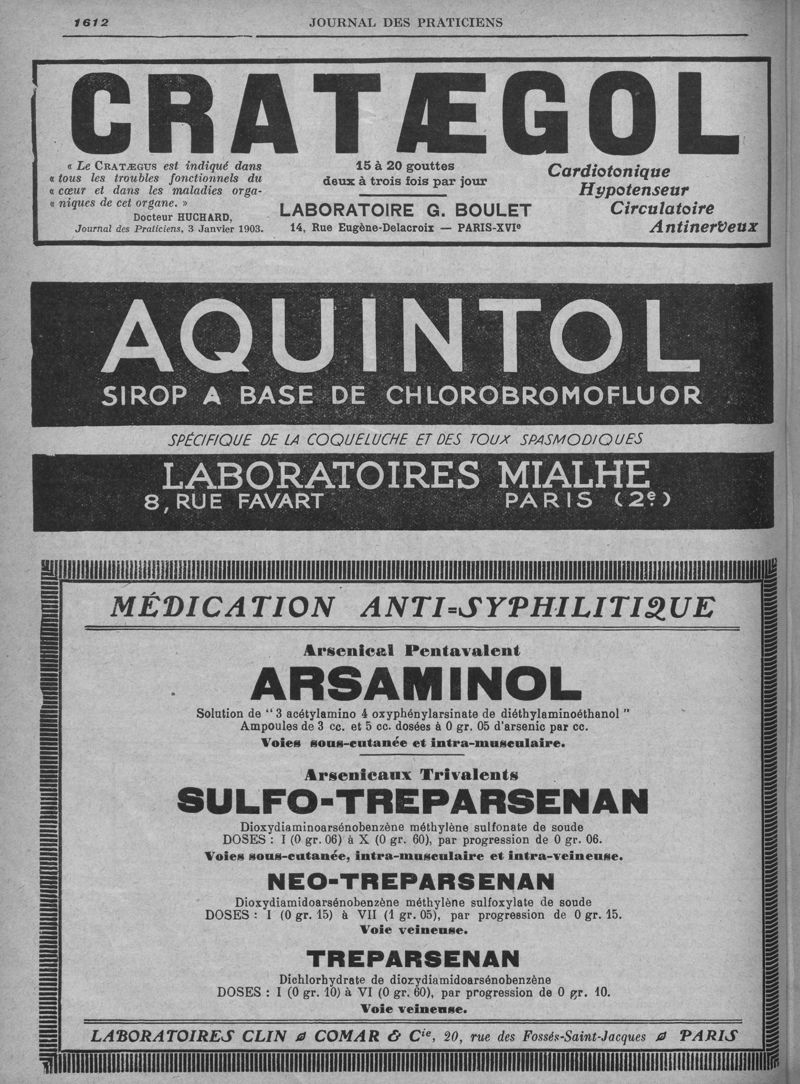 1612
JOURNAL DES PRATICIENS
CRATÆGOL
« Le CRATÆGUS est indiqué dans
« tous les troubles fonctionnels du
« cœur et dans les maladies orga-
« niques de cet organe. »
Docteur HUCHARD,
Journal des Praticiens, 3 Janvier 1903.
15 à 20 gouttes
deux à trois fois par jour
LABORATOIRE G. BOULET
14, Rue Eugène-Delacroix — PARIS-XVIe
Cardiotonique
Hypotenseur
Circulatoire
Antinerveux
AQUINTOL
SIROP A BASE DE CHLOROBROMOFLUOR
SPÉCIFIQUE DE LA COQUELUCHE ET DES TOUX SPASMODIQUES
LABORATOIRES MIALHE
8, RUE FAVART PARIS (2e)
MÉDICATION ANTI=SYPHILITIQUE
Arsenical Pentavalent
ARSAMINOL
Solution de “ 3 acétylamino 4 oxyphénylarsinate de diéthylaminoéthanol ”
Ampoules de 3 cc. et 5 cc. dosées à 0 gr. 05 d'arsenic par cc.
Voies sous-cutanée et intra-musculaire.
Arsenicaux Trivalents
SULFO-TREPARSENAN
Dioxydiaminoarsénobenzène méthylène sulfonate de soude
DOSES : I (0 gr. 06) à X (0 gr. 60), par progression de 0 gr. 06.
Voies sous-cutanée, intra-musculaire et intra-veineuse.
NEO-TREPARSENAN
Dioxydiamidoarsénobenzène méthylène sulfoxylate de soude
DOSES : I (0 gr. 15) à VII (1 gr. 05), par progression de 0 gr. 15.
Voie veineuse.
TREPARSENAN
Dichlorhydrate de dioxydiamidoarsénobenzène
DOSES : I (0 gr. 10) à VI (0 gr. 60), par progression de 0 gr. 10.
Voie veineuse.
LABORATOIRES CLIN ⌀ COMAR & Cie, 20, rue des Fossés-Saint-Jacques ⌀ PARIS